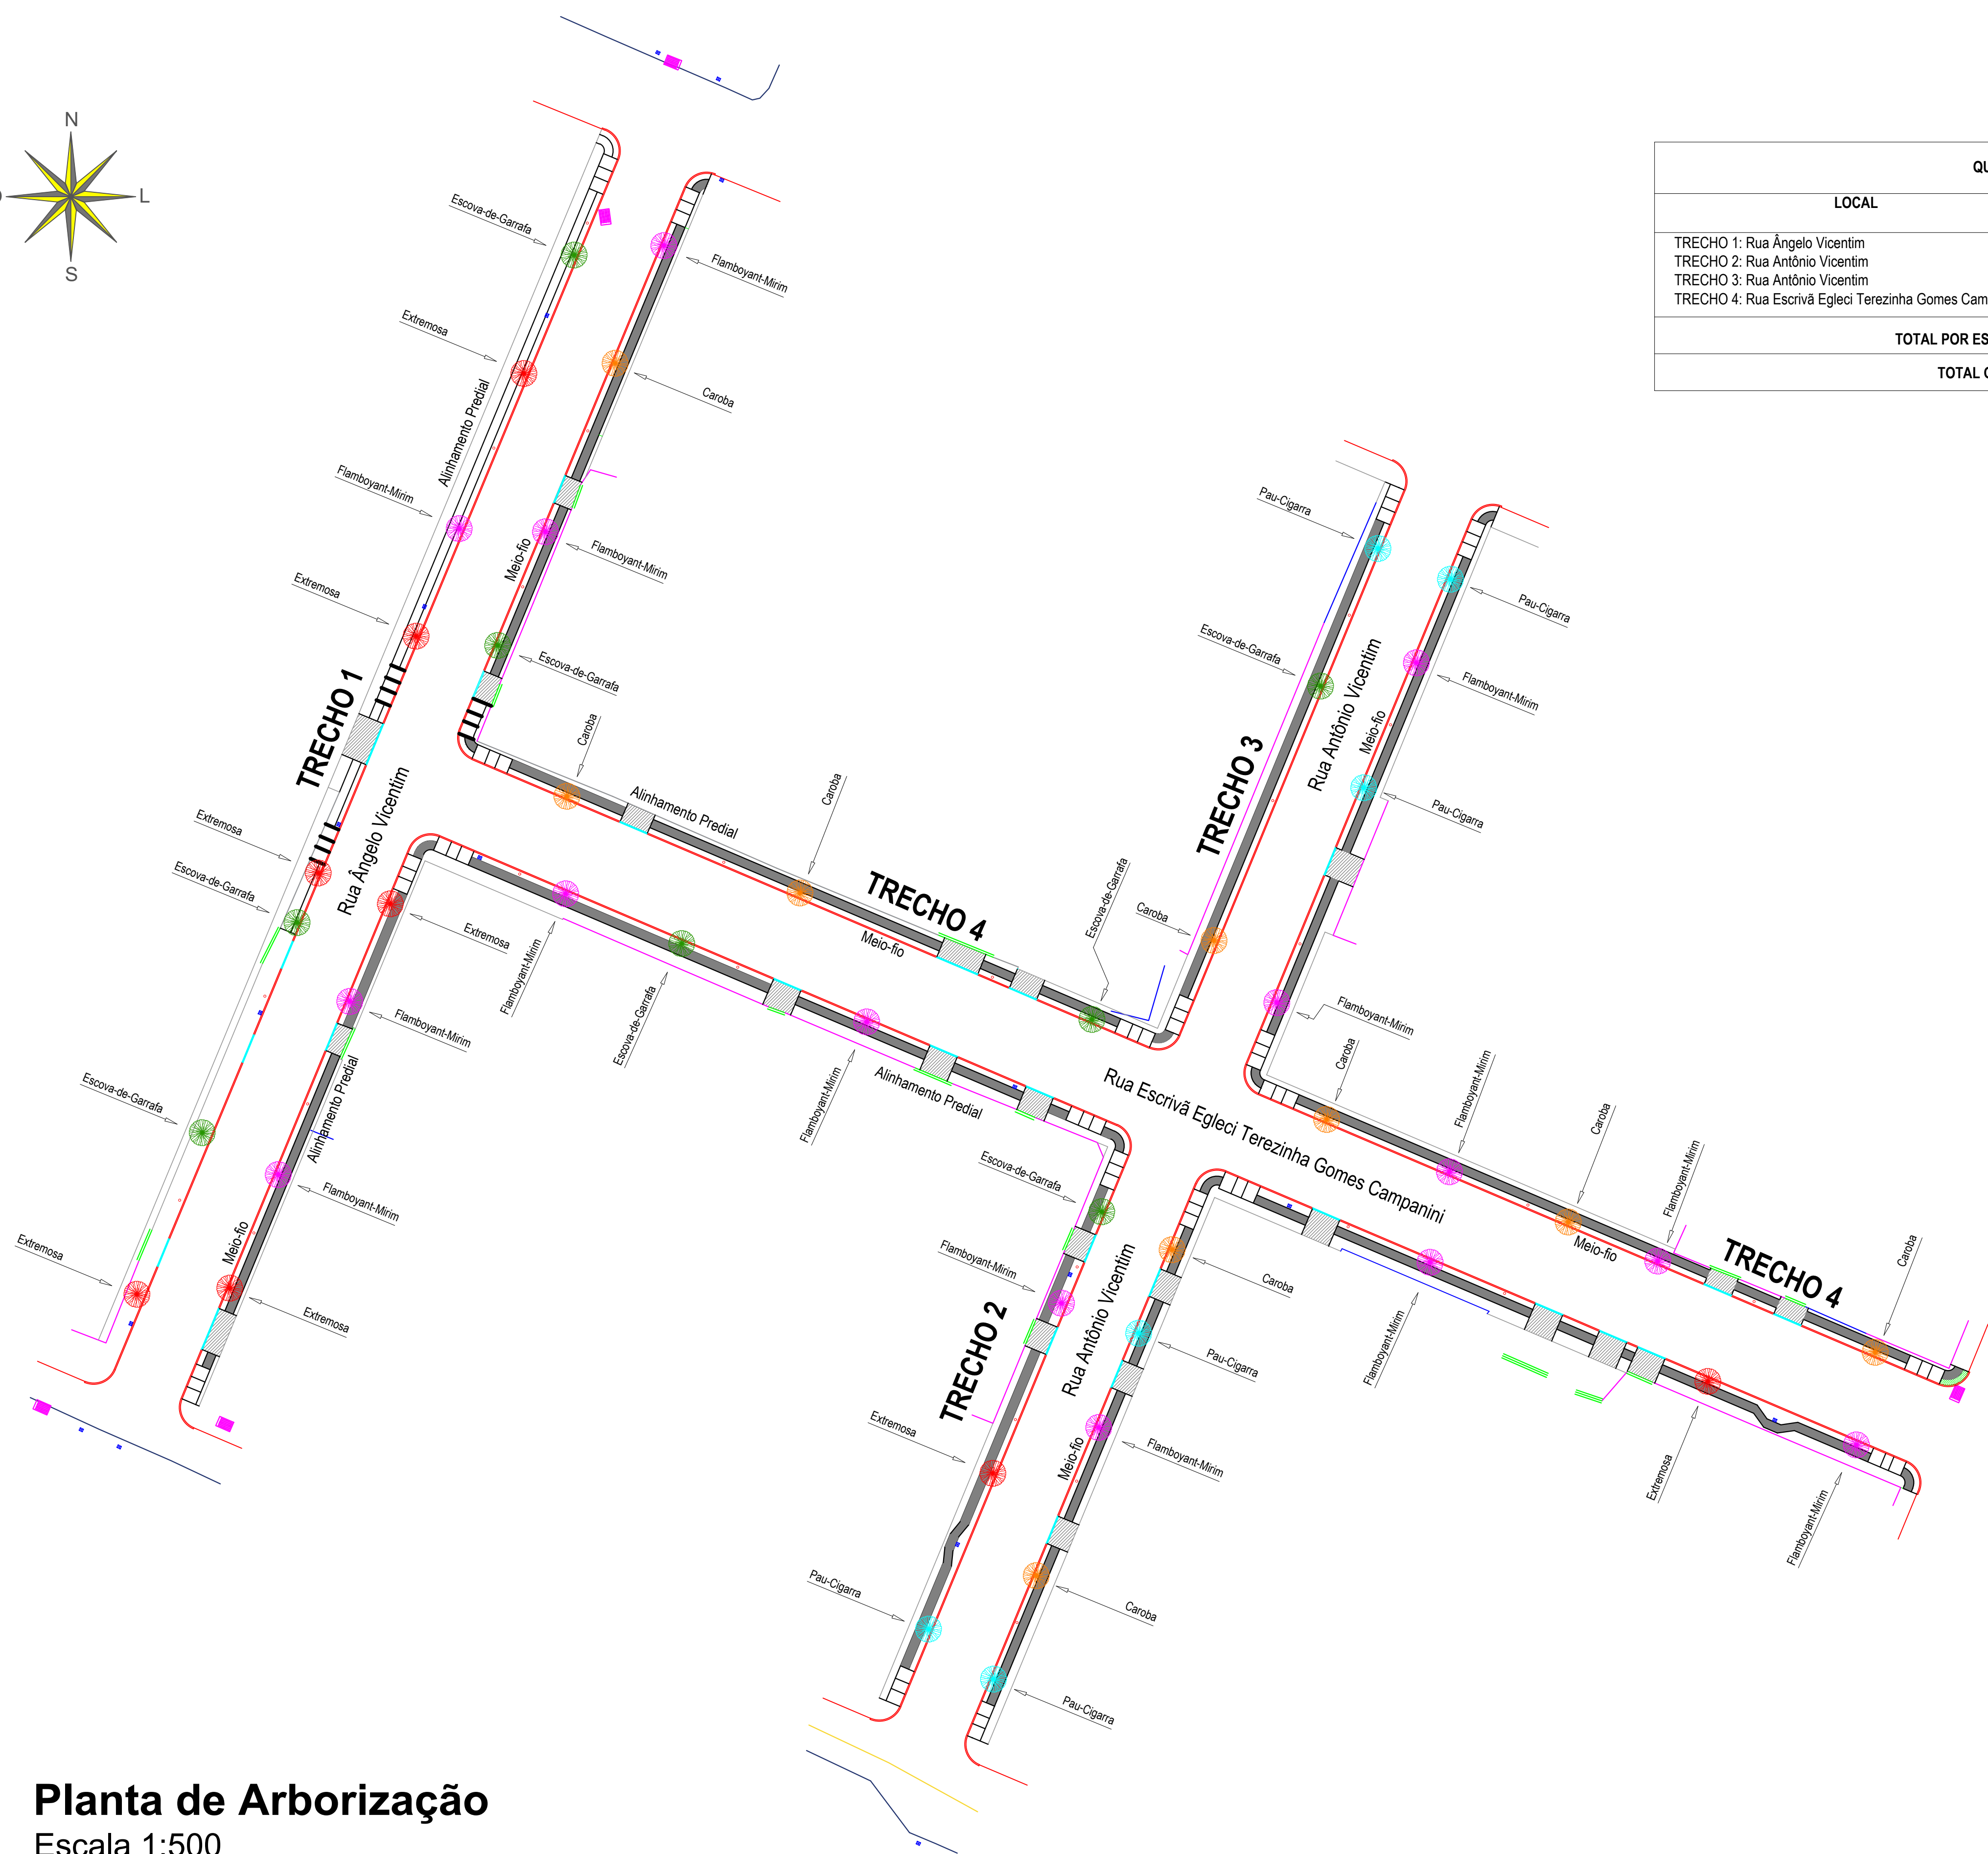 N
L
S
QU
LOCAL
TRECHO 1: Rua Ângelo Vicentim
TRECHO 2: Rua Antônio Vicentim
TRECHO 3: Rua Antônio Vicentim
TRECHO 4: Rua Escrivã Egleci Terezinha Gomes Cam
TOTAL POR ES
TOTAL
Escova-de-Garrafa
Flamboyant-Mirim
Extremosa
Caroba
Alinhamento Predial
Flamboyant-Mirim
Meio-fio
Flamboyant-Mirim
Extremosa
Escova-de-Garrafa
TRECHO 1
Caroba
Alinhamento Predial
Caroba
Rua Ângelo Vicentim
Extremosa
Escova-de-Garrafa
TRECHO 4
Meio-fio
Escova-de-Garrafa
Caroba
Pau-Cigarra
Escova-de-Garrafa
TRECHO 3
Rua Antônio Vicentim
Meio-fio
Pau-Cigarra
Flamboyant-Mirim
Pau-Cigarra
Flamboyant-Mirim
Extremosa
Flamboyant-Mirim
Flamboyant-Mirim
Escova-de-Garrafa
Flamboyant-Mirim
Alinhamento Predial
Alinhamento Predial
Escova-de-Garrafa
Flamboyant-Mirim
Meio-fio
Extremosa
Extremosa
Rua Escrivã Egleci Terezinha Gomes Campanini
Caroba
Flamboyant-Mirim
Caroba
Flamboyant-Mirim
Meio-fio
TRECHO 4
Caroba
Escova-de-Garrafa
Flamboyant-Mirim
TRECHO 2
Rua Antônio Vicentim
Caroba
Pau-Cigarra
Flamboyant-Mirim
Meio-fio
Extremosa
Flamboyant-Mirim
Extremosa
Flamboyant-Mirim
Pau-Cigarra
Caroba
Pau-Cigarra
Planta de Arborização
Escala 1:500